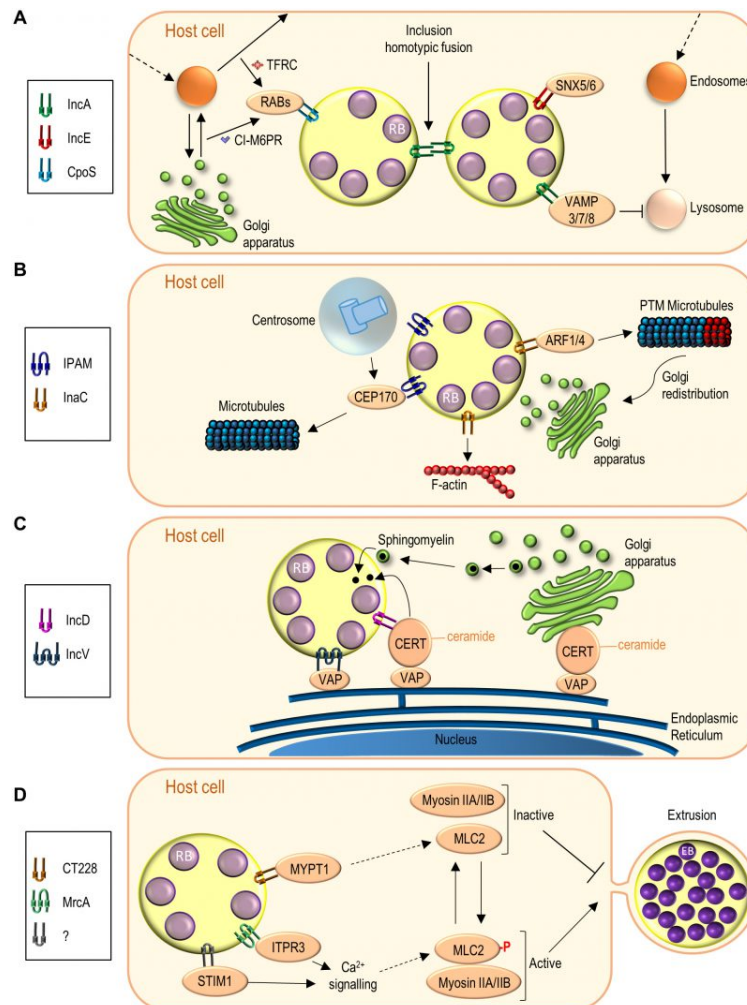 A
Host cell
IncA
IncE
CpoS
TFRC
RABs
CI-M6PR
Golgi
apparatus
Inclusion
homotypic fusion
RB
SNX5/6
VAMP
3/7/8
Endosomes
Lysosome
B
Host cell
IPAM
InaC
Centrosome
CEP170
Microtubules
RB
F-actin
ARF1/4
PTM Microtubules
Golgi
redistribution
Golgi
apparatus
C
Host cell
IncD
IncV
RB
Sphingomyelin
Golgi
apparatus
CERT
ceramide
VAP
VAP
CERT
ceramide
VAP
Endoplasmic
Reticulum
Nucleus
D
Host cell
CT228
MrcA
?
RB
MYPT1
ITPR3
STIM1
Ca2+
signalling
Myosin IIA/IIB
MLC2
Inactive
MLC2
P
Myosin IIA/IIB
Active
Extrusion
EB